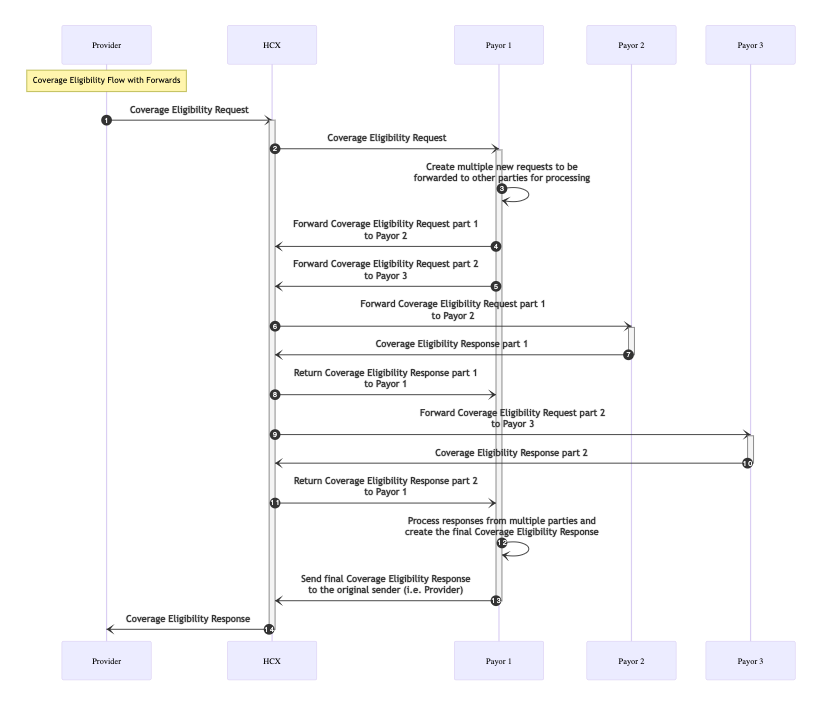 Provider
HCX
Payor 1
Payor 2
Payor 3
Coverage Eligibility Flow with Forwards
Coverage Eligibility Request
1
Coverage Eligibility Request
2
Create multiple new requests to be
forwarded to other parties for processing
3
Forward Coverage Eligibility Request part 1
to Payor 2
4
Forward Coverage Eligibility Request part 2
to Payor 3
5
Forward Coverage Eligibility Request part 1
to Payor 2
6
Coverage Eligibility Response part 1
7
Return Coverage Eligibility Response part 1
to Payor 1
8
Forward Coverage Eligibility Request part 2
to Payor 3
9
Coverage Eligibility Response part 2
10
Return Coverage Eligibility Response part 2
to Payor 1
11
Process responses from multiple parties and
create the final Coverage Eligibility Response
12
Send final Coverage Eligibility Response
to the original sender (i.e. Provider)
13
Coverage Eligibility Response
14
Provider
HCX
Payor 1
Payor 2
Payor 3